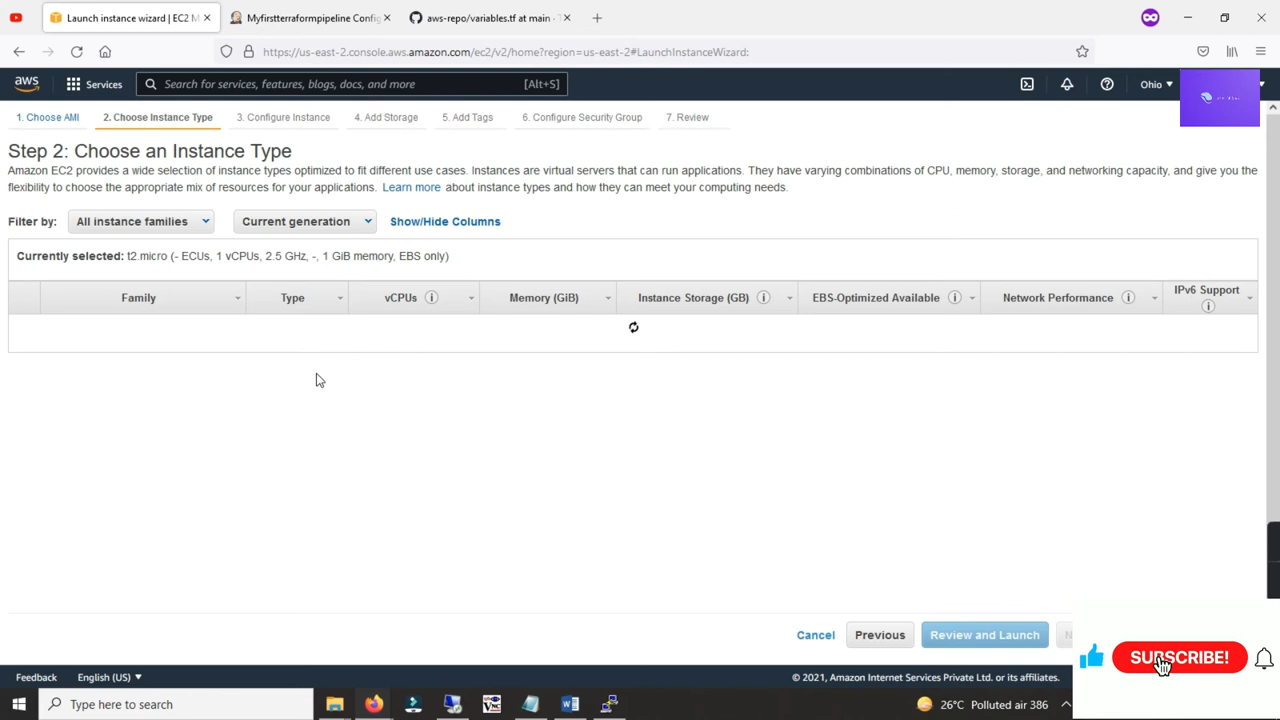 Launch instance wizard | EC2 M
Myfirstterraformpipeline Config
aws-repo/variables.tf at main · T
https://us-east-2.console.aws.amazon.com/ec2/v2/home?region=us-east-2#LaunchInstanceWizard:
aws
Services
Search for services, features, blogs, docs, and more
[Alt+S]
Ohio
1. Choose AMI
2. Choose Instance Type
3. Configure Instance
4. Add Storage
5. Add Tags
6. Configure Security Group
7. Review
Step 2: Choose an Instance Type
Amazon EC2 provides a wide selection of instance types optimized to fit different use cases. Instances are virtual servers that can run applications. They have varying combinations of CPU, memory, storage, and networking capacity, and give you the
flexibility to choose the appropriate mix of resources for your applications. Learn more about instance types and how they can meet your computing needs.
Filter by:
All instance families
Current generation
Show/Hide Columns
Currently selected: t2.micro (- ECUs, 1 vCPUs, 2.5 GHz, -, 1 GiB memory, EBS only)
Family
Type
vCPUs
Memory (GiB)
Instance Storage (GB)
EBS-Optimized Available
Network Performance
IPv6 Support
Cancel
Previous
Review and Launch
N
SUBSCRIBE!
Feedback
English (US)
© 2021, Amazon Internet Services Private Ltd. or its affiliates.
Type here to search
26°C Polluted air 386